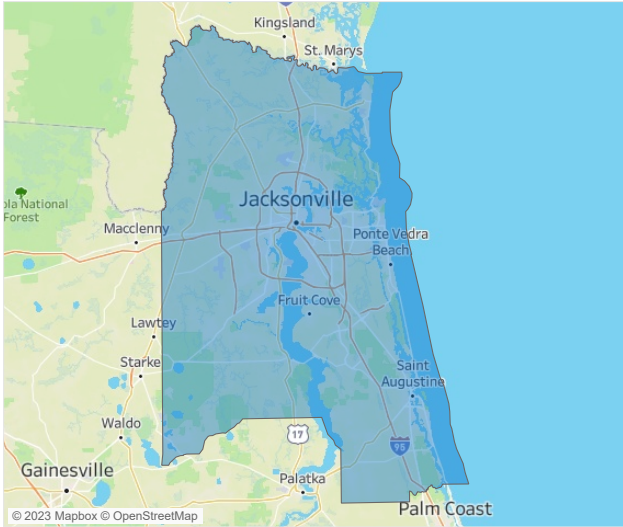 Kingsland
St. Marys
Jacksonville
ola National
Forest
Macclenny
Ponte Vedra
Beach
Fruit Cove
Lawtey
Starke
Saint
Augustine
Waldo
17
95
Gainesville
Palatka
Palm Coast
© 2023 Mapbox © OpenStreetMap